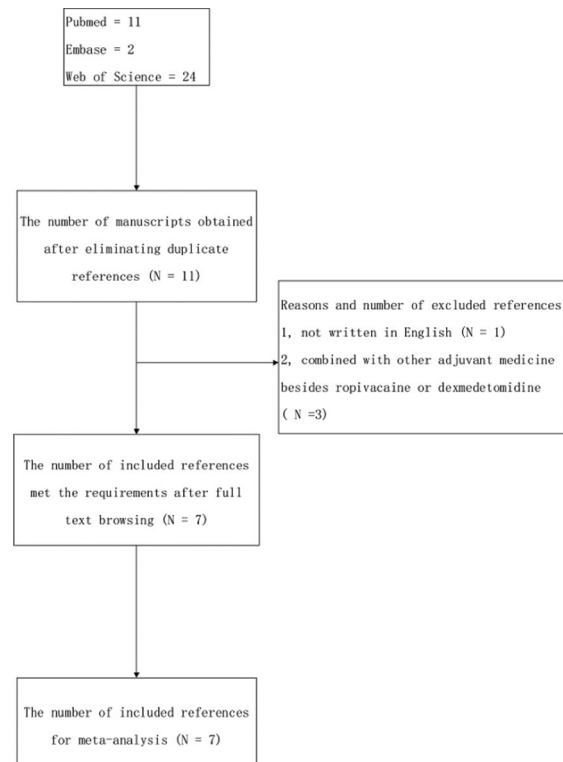 Pubmed = 11
Embase = 2
Web of Science = 24
The number of manuscripts obtained
after eliminating duplicate
references (N = 11)
Reasons and number of excluded references
1, not written in English (N = 1)
2, combined with other adjuvant medicine
besides ropivacaine or dexmedetomidine
( N =3)
The number of included references
met the requirements after full
text browsing (N = 7)
The number of included references
for meta-analysis (N = 7)